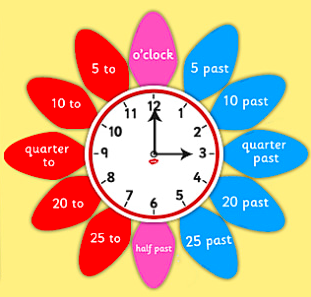 o'clock
5 to
5 past
10 to
10 past
quarter
to
quarter
past
20 to
20 past
25 to
25 past
half past
12
1
2
3
4
5
6
7
8
9
10
11